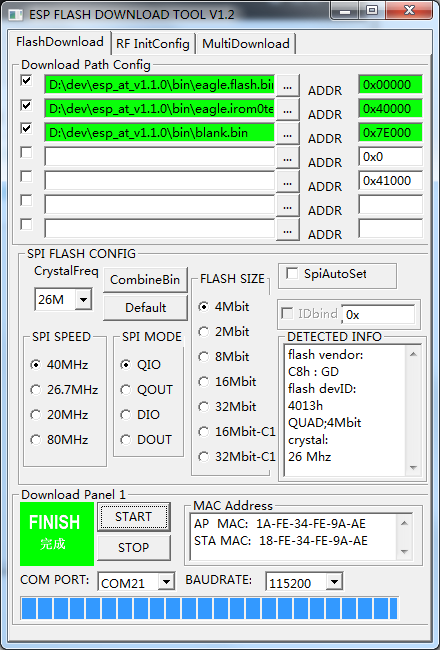 ESP FLASH DOWNLOAD TOOL V1.2
FlashDownload RF InitConfig MultiDownload
Download Path Config
D:\dev\esp_at_v1.1.0\bin\eagle.flash.bin ... ADDR 0x00000
D:\dev\esp_at_v1.1.0\bin\eagle.irom0te ... ADDR 0x40000
D:\dev\esp_at_v1.1.0\bin\blank.bin ... ADDR 0x7E000
... ADDR 0x0
... ADDR 0x41000
... ADDR
... ADDR
SPI FLASH CONFIG
CrystalFreq
26M
CombineBin
Default
SPI SPEED
40MHz
26.7MHz
20MHz
80MHz
SPI MODE
QIO
QOUT
DIO
DOUT
FLASH SIZE
4Mbit
2Mbit
8Mbit
16Mbit
32Mbit
16Mbit-C1
32Mbit-C1
SpiAutoSet
IDbind 0x
DETECTED INFO
flash vendor:
C8h : GD
flash devID:
4013h
QUAD;4Mbit
crystal:
26 Mhz
Download Panel 1
FINISH
完成
START
STOP
MAC Address
AP MAC: 1A-FE-34-FE-9A-AE
STA MAC: 18-FE-34-FE-9A-AE
COM PORT: COM21 BAUDRATE: 115200